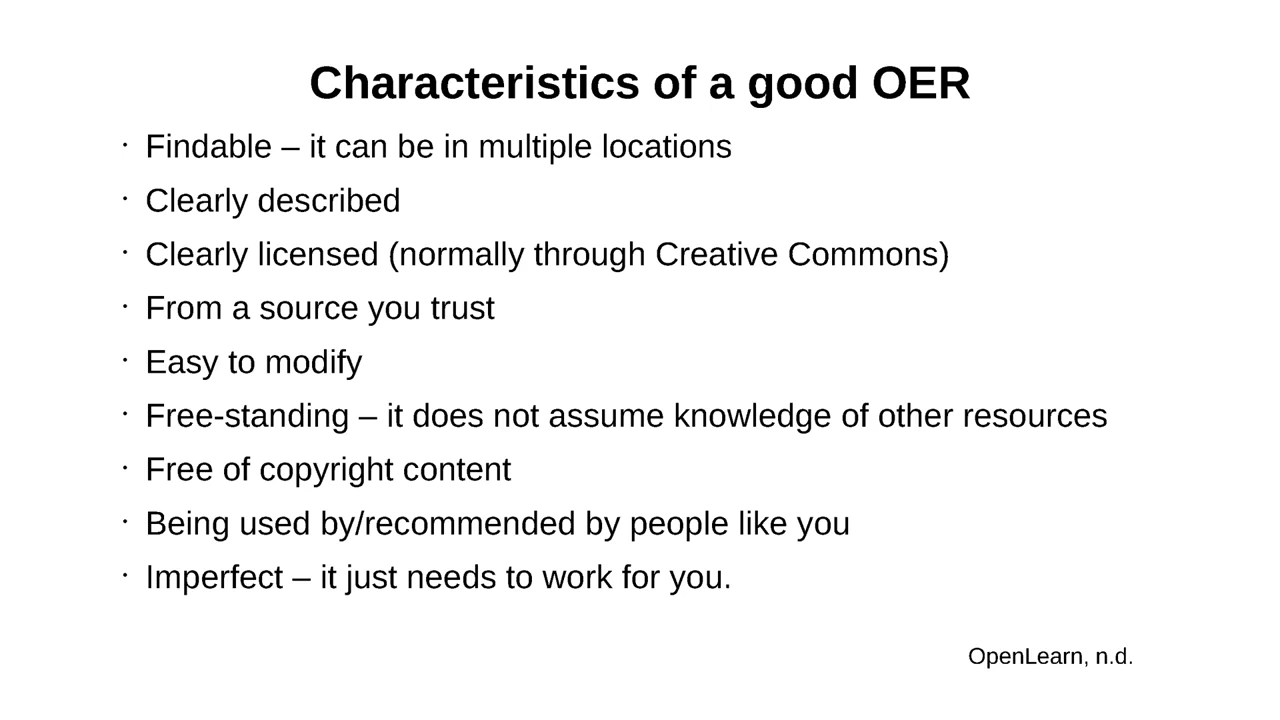 Characteristics of a good OER
· Findable – it can be in multiple locations
· Clearly described
· Clearly licensed (normally through Creative Commons)
· From a source you trust
· Easy to modify
· Free-standing – it does not assume knowledge of other resources
· Free of copyright content
· Being used by/recommended by people like you
· Imperfect – it just needs to work for you.
OpenLearn, n.d.